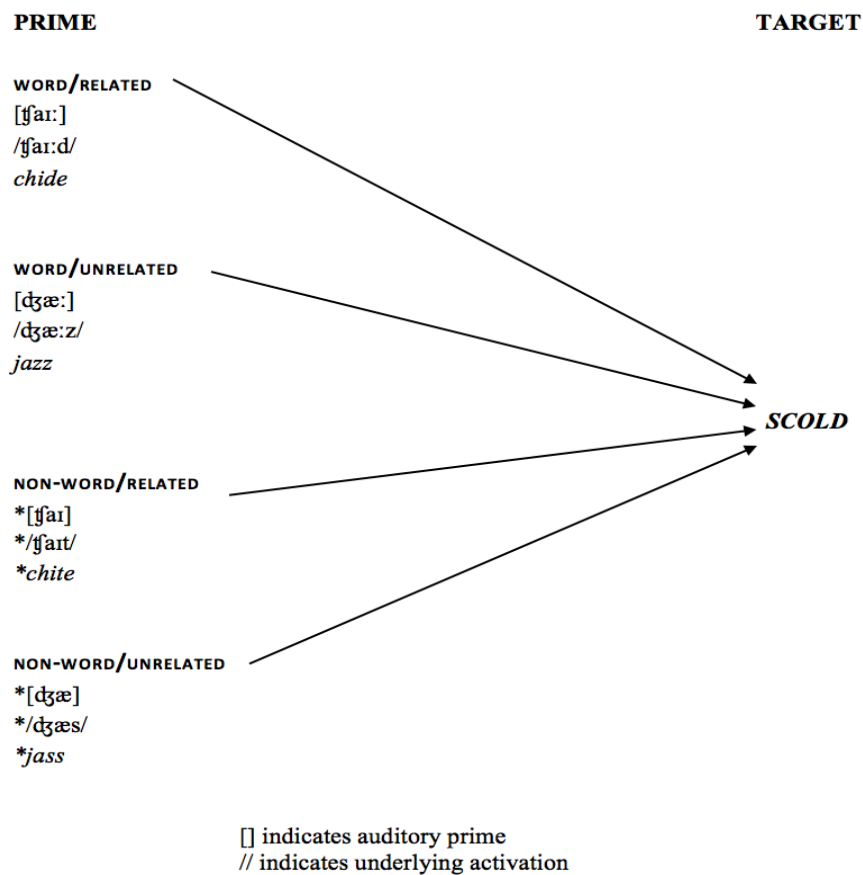 PRIME TARGET
WORD/RELATED
[ʧaɪː]
/ʧaɪːd/
chide
WORD/UNRELATED
[ʤæː]
/ʤæːz/
jazz
SCOLD
NON-WORD/RELATED
*[ʧaɪ]
*/ʧaɪt/
*chite
NON-WORD/UNRELATED
*[ʤæ]
*/ʤæs/
*jass
[] indicates auditory prime
// indicates underlying activation